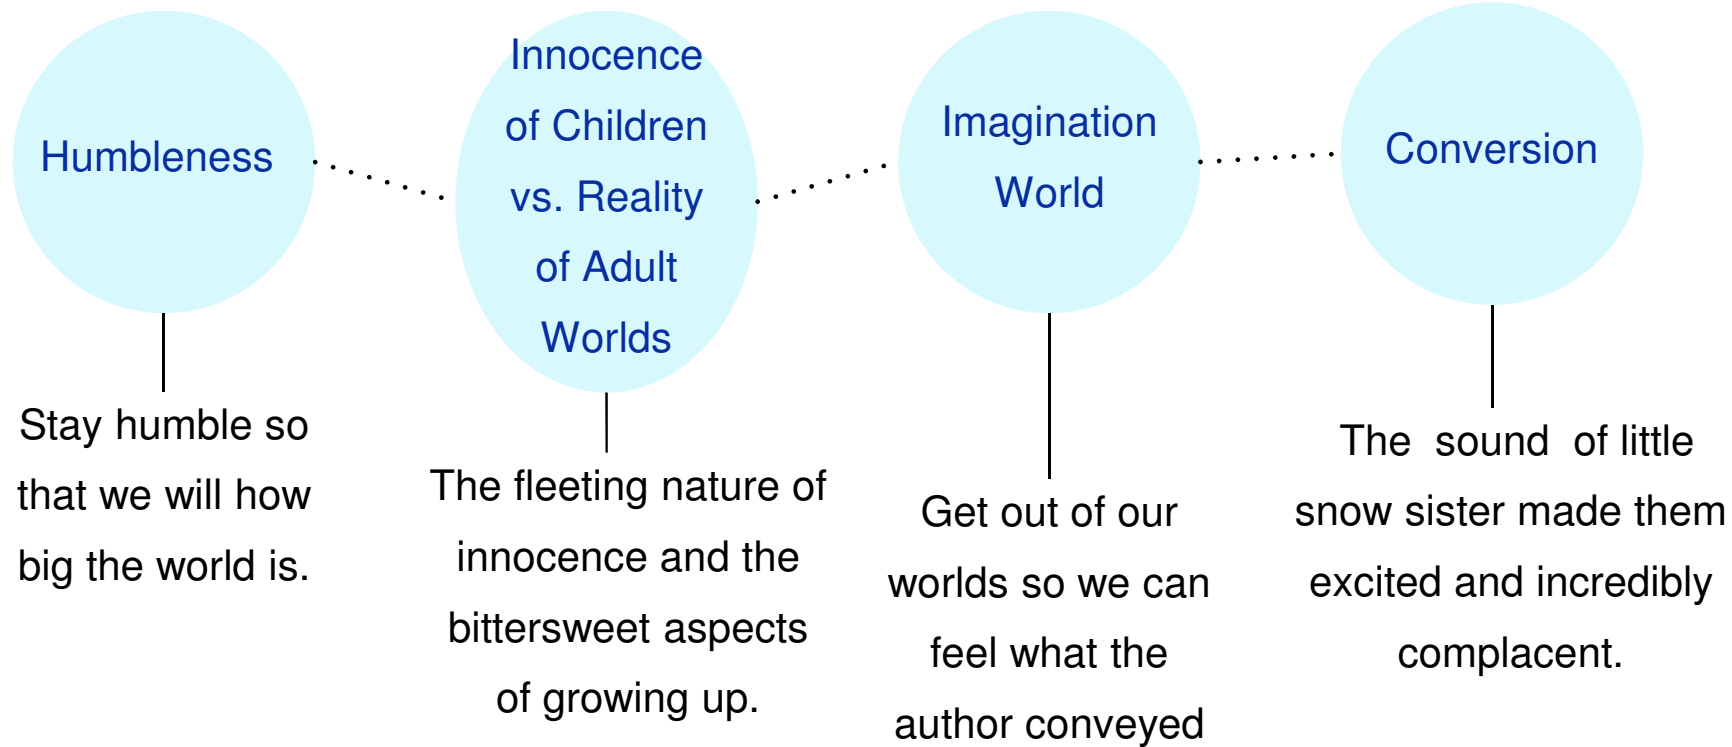 Humbleness
Stay humble so
that we will how
big the world is.
Innocence
of Children
vs. Reality
of Adult
Worlds
The fleeting nature of
innocence and the
bittersweet aspects
of growing up.
Imagination
World
Get out of our
worlds so we can
feel what the
author conveyed
Conversion
The sound of little
snow sister made them
excited and incredibly
complacent.